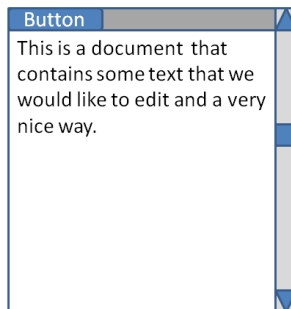 Button
This is a document that
contains some text that we
would like to edit and a very
nice way.